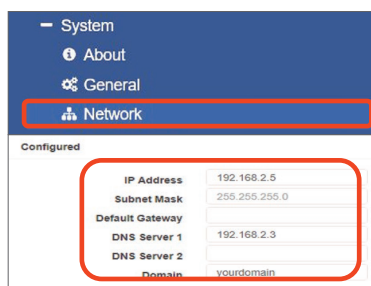 System
About
General
Network
Configured
IP Address 192.168.2.5
Subnet Mask 255.255.255.0
Default Gateway
DNS Server 1 192.168.2.3
DNS Server 2
Domain yourdomain